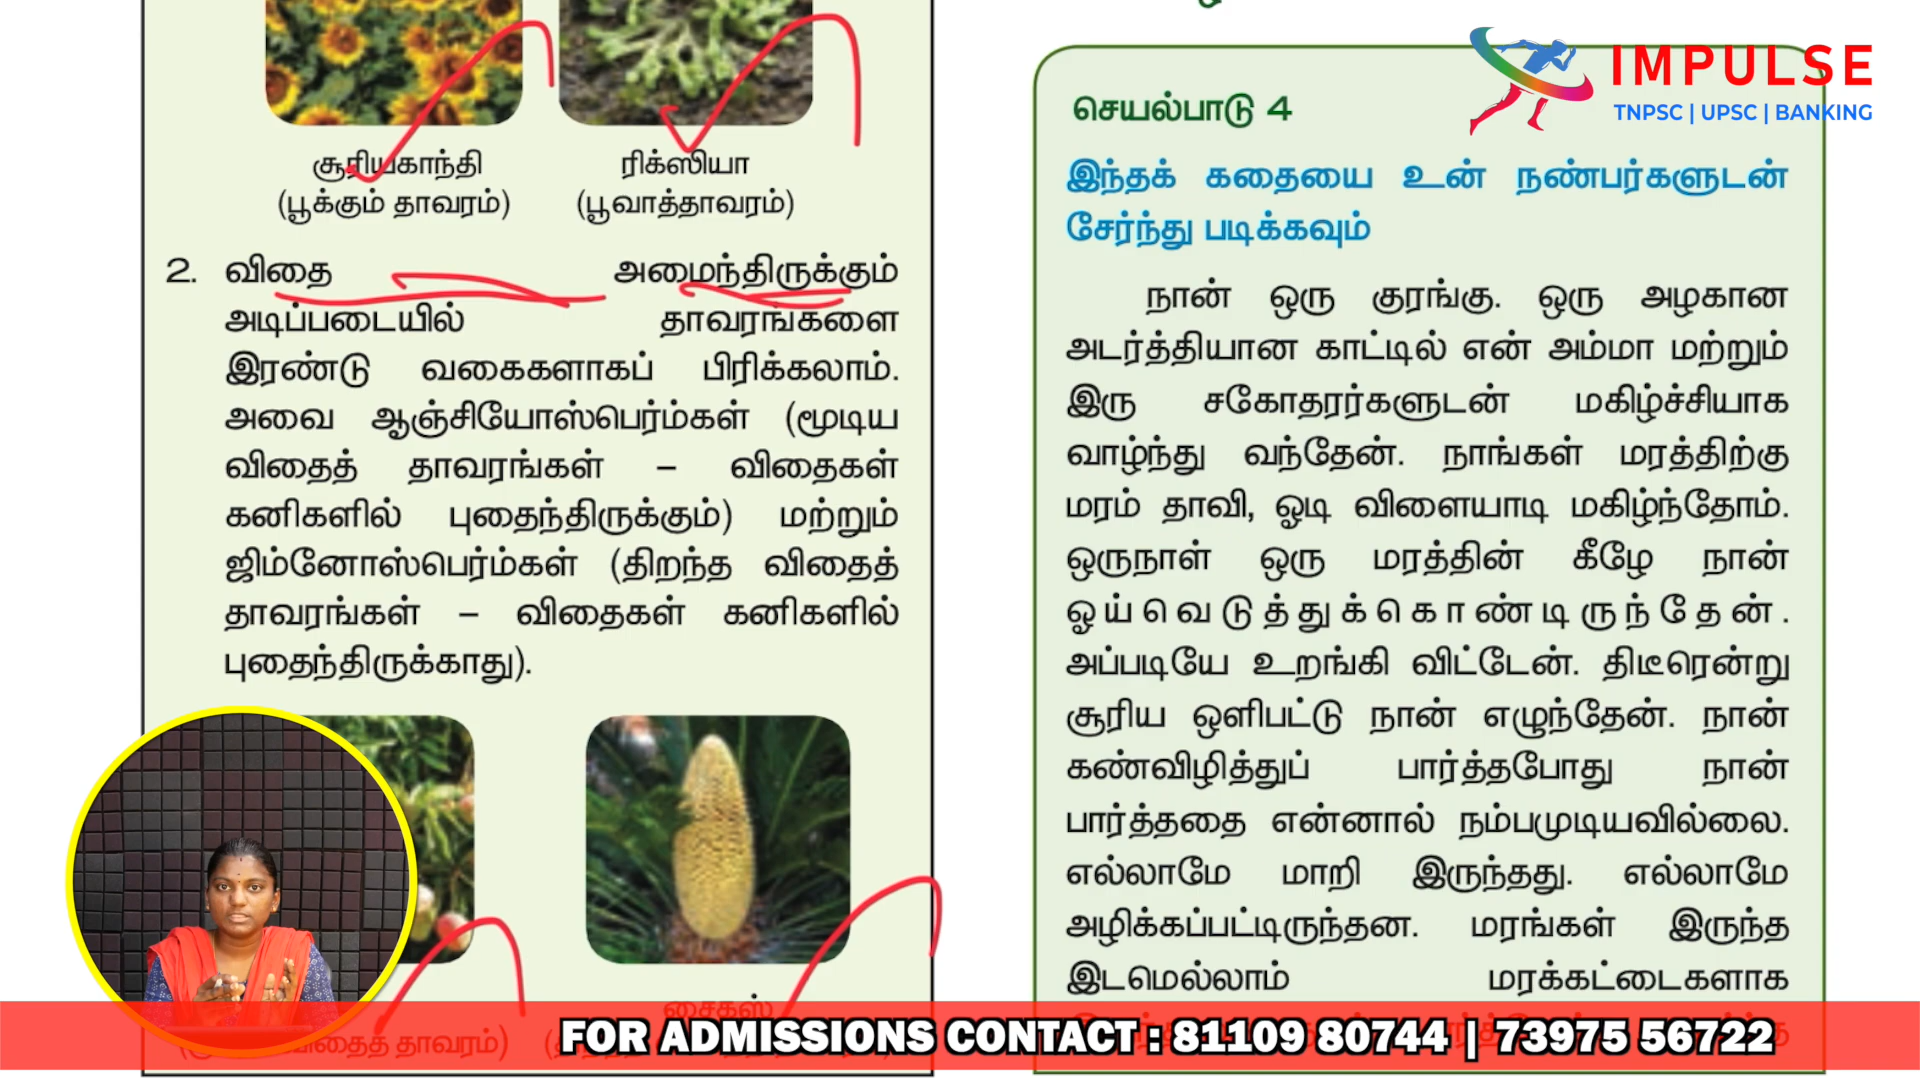 சூரியகாந்தி
(பூக்கும் தாவரம்)
ரிக்ஸியா
(பூவாத்தாவரம்)
2. விதை அமைந்திருக்கும்
அடிப்படையில் தாவரங்களை
இரண்டு வகைகளாகப் பிரிக்கலாம்.
அவை ஆஞ்சியோஸ்பெர்ம்கள் (மூடிய
விதைத் தாவரங்கள் – விதைகள்
கனிகளில் புதைந்திருக்கும்) மற்றும்
ஜிம்னோஸ்பெர்ம்கள் (திறந்த விதைத்
தாவரங்கள் – விதைகள் கனிகளில்
புதைந்திருக்காது).
சைகஸ்
தாவரம்)
IMPULSE
TNPSC | UPSC | BANKING
செயல்பாடு 4
இந்தக் கதையை உன் நண்பர்களுடன்
சேர்ந்து படிக்கவும்
நான் ஒரு குரங்கு. ஒரு அழகான
அடர்த்தியான காட்டில் என் அம்மா மற்றும்
இரு சகோதரர்களுடன் மகிழ்ச்சியாக
வாழ்ந்து வந்தேன். நாங்கள் மரத்திற்கு
மரம் தாவி, ஓடி விளையாடி மகிழ்ந்தோம்.
ஒருநாள் ஒரு மரத்தின் கீழே நான்
ஓய்வெடுத்துக்கொண்டிருந்தேன்.
அப்படியே உறங்கி விட்டேன். திடீரென்று
சூரிய ஒளிபட்டு நான் எழுந்தேன். நான்
கண்விழித்துப் பார்த்தபோது நான்
பார்த்ததை என்னால் நம்பமுடியவில்லை.
எல்லாமே மாறி இருந்தது. எல்லாமே
அழிக்கப்பட்டிருந்தன. மரங்கள் இருந்த
இடமெல்லாம் மரக்கட்டைகளாக
FOR ADMISSIONS CONTACT : 81109 80744 | 73975 56722